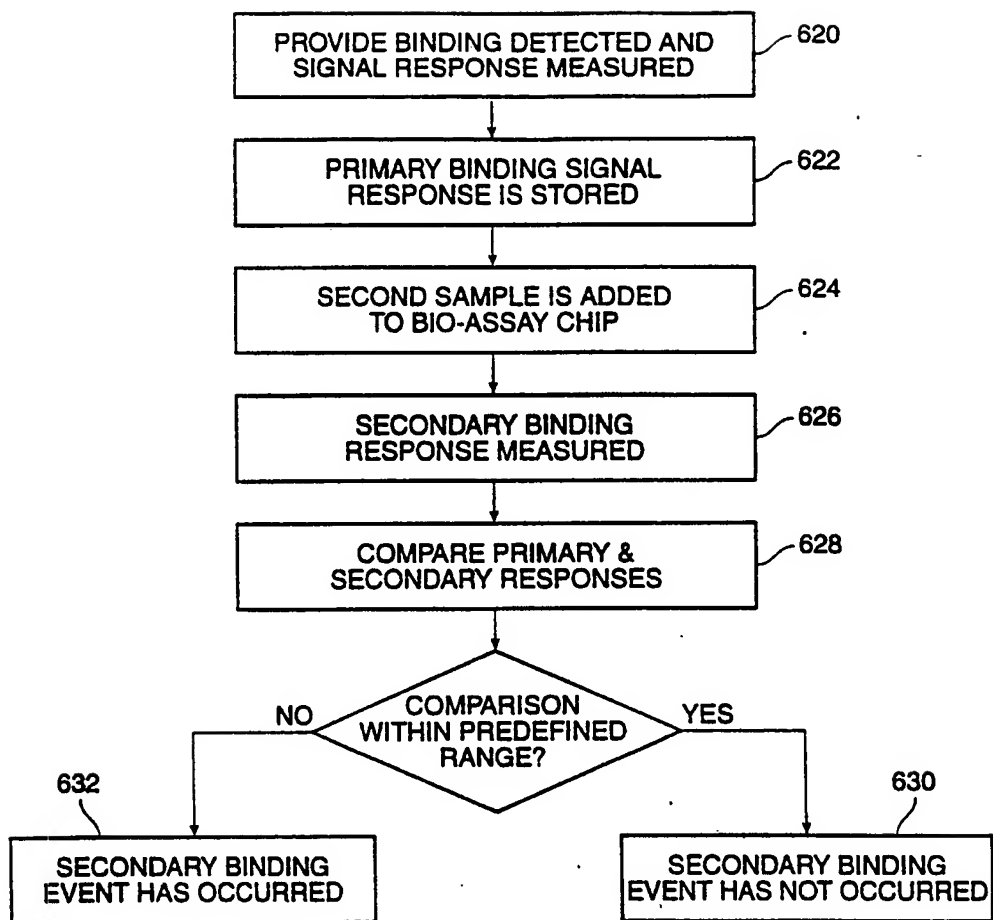 PROVIDE BINDING DETECTED AND
SIGNAL RESPONSE MEASURED
620
PRIMARY BINDING SIGNAL
RESPONSE IS STORED
622
SECOND SAMPLE IS ADDED
TO BIO-ASSAY CHIP
624
SECONDARY BINDING
RESPONSE MEASURED
626
COMPARE PRIMARY &
SECONDARY RESPONSES
628
COMPARISON
WITHIN PREDEFINED
RANGE?
NO
YES
632
SECONDARY BINDING
EVENT HAS OCCURRED
630
SECONDARY BINDING
EVENT HAS NOT OCCURRED